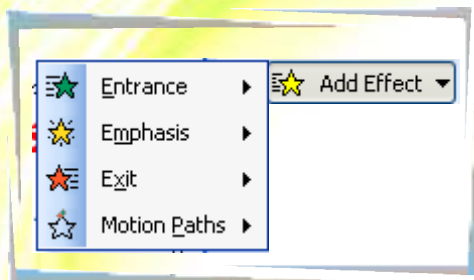 Add Effect
Entrance
Emphasis
Exit
Motion Paths